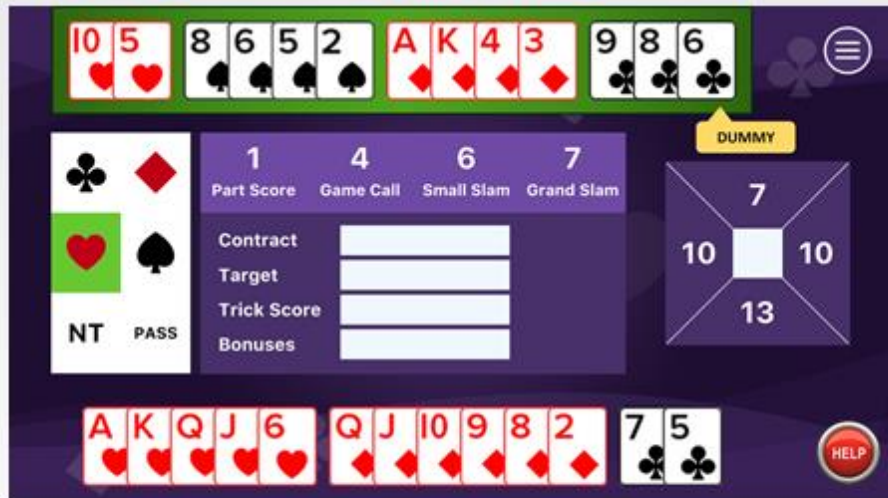 10 5 8 6 5 2 A K 4 3 9 8 6
DUMMY
1 4 6 7
Part Score Game Call Small Slam Grand Slam
Contract
Target
Trick Score
Bonuses
NT PASS
7
10 10
13
A K Q J 6 Q J 10 9 8 2 7 5
HELP